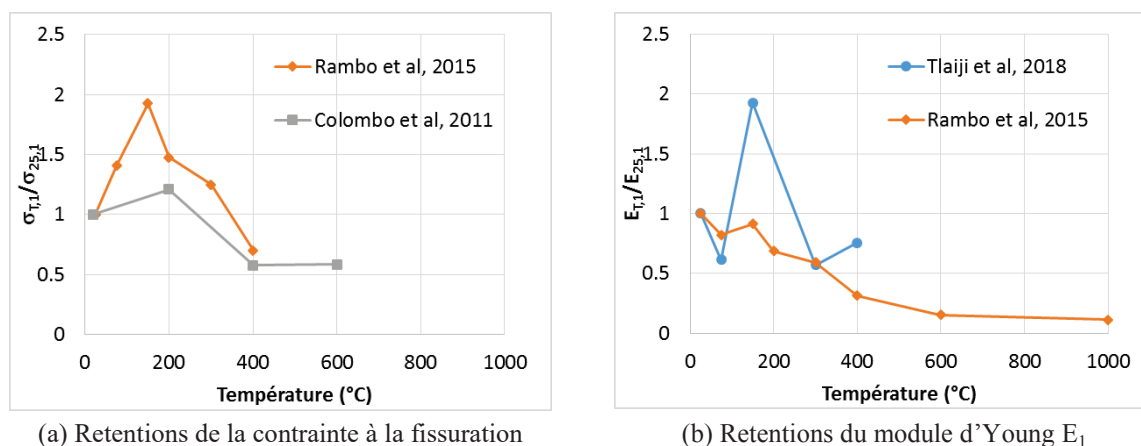 2.5
2
1.5
1
0.5
0
σT,1/σ25,1
Rambo et al, 2015
Colombo et al, 2011
0 200 400 600 800 1000
Température (°C)
(a) Retentions de la contrainte à la fissuration
2.5
2
1.5
1
0.5
0
ET,1/E25,1
Tlaiji et al, 2018
Rambo et al, 2015
0 200 400 600 800 1000
Température (°C)
(b) Retentions du module d’Young E1